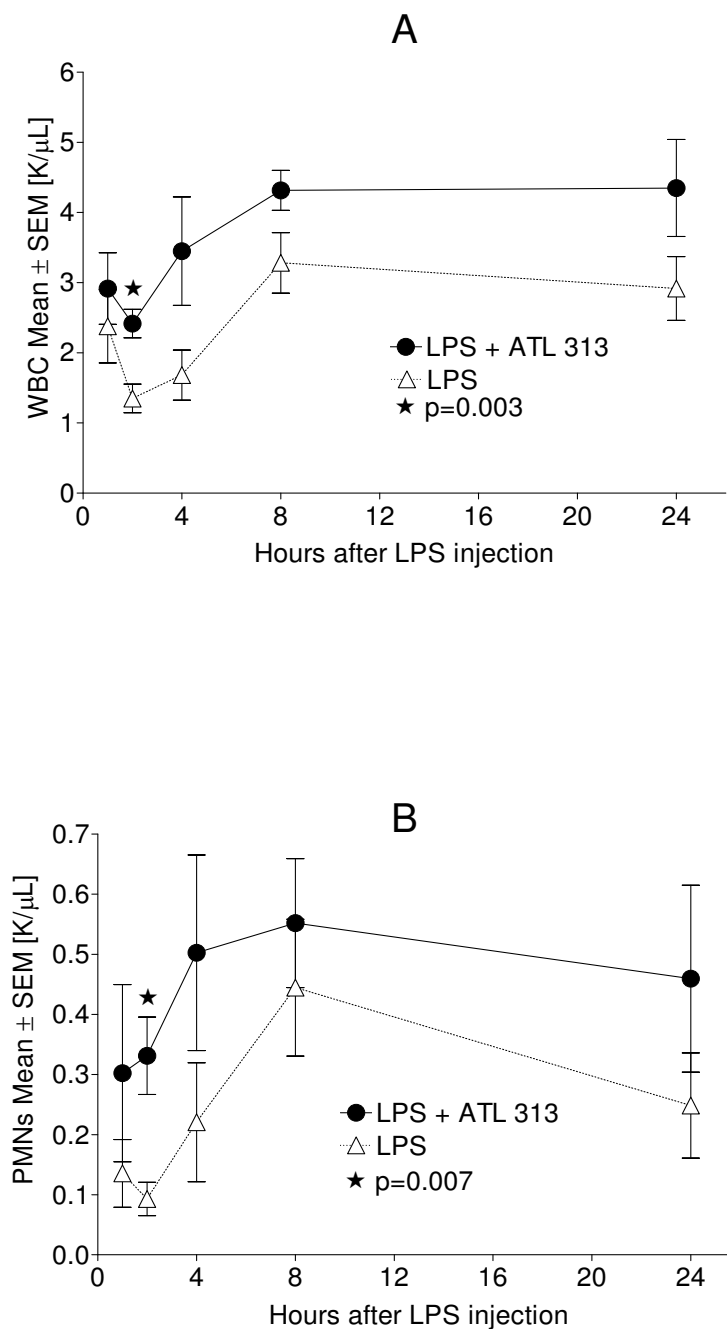 A
WBC Mean ± SEM [K/μL]
6
5
4
3
2
1
0
LPS + ATL 313
LPS
★ p=0.003
0 4 8 12 16 20 24
Hours after LPS injection
B
PMNs Mean ± SEM [K/μL]
0.7
0.6
0.5
0.4
0.3
0.2
0.1
0.0
LPS + ATL 313
LPS
★ p=0.007
0 4 8 12 16 20 24
Hours after LPS injection